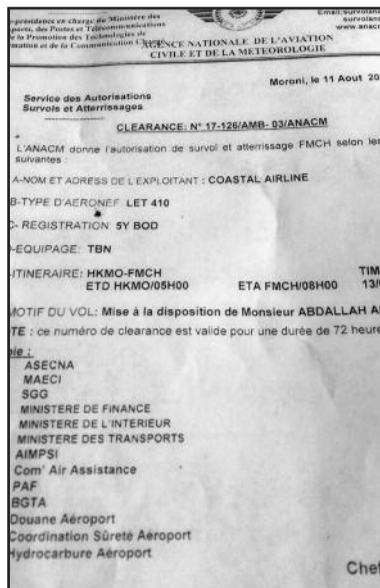 présidence en charge du Ministère des
ports, des Postes et Télécommunications
e la Promotion des Technologies de
mation et de la Communication
Email:survolan
survolan
www.anac
AGENCE NATIONALE DE L'AVIATION
CIVILE ET DE LA METEOROLOGIE
Moroni, le 11 Aout 20
Service des Autorisations
Survols et Atterrissages
CLEARANCE: N° 17-126/AMB- 03/ANACM
L'ANACM donne l'autorisation de survol et atterrissage FMCH selon les
suivantes :
A-NOM ET ADRESS DE L'EXPLOITANT : COASTAL AIRLINE
B-TYPE D'AERONEF: LET 410
C- REGISTRATION: 5Y BOD
-EQUIPAGE: TBN
-ITINERAIRE: HKMO-FMCH TIM
ETD HKMO/05H00 ETA FMCH/08H00 13/
MOTIF DU VOL: Mise à la disposition de Monsieur ABDALLAH A
TE : ce numéro de clearance est valide pour une durée de 72 heure
ie :
ASECNA
MAECI
SGG
MINISTERE DE FINANCE
MINISTERE DE L'INTERIEUR
MINISTERE DES TRANSPORTS
AIMPSI
Com' Air Assistance
PAF
BGTA
Douane Aéroport
Coordination Sûreté Aéroport
Hydrocarbure Aéroport
Chef